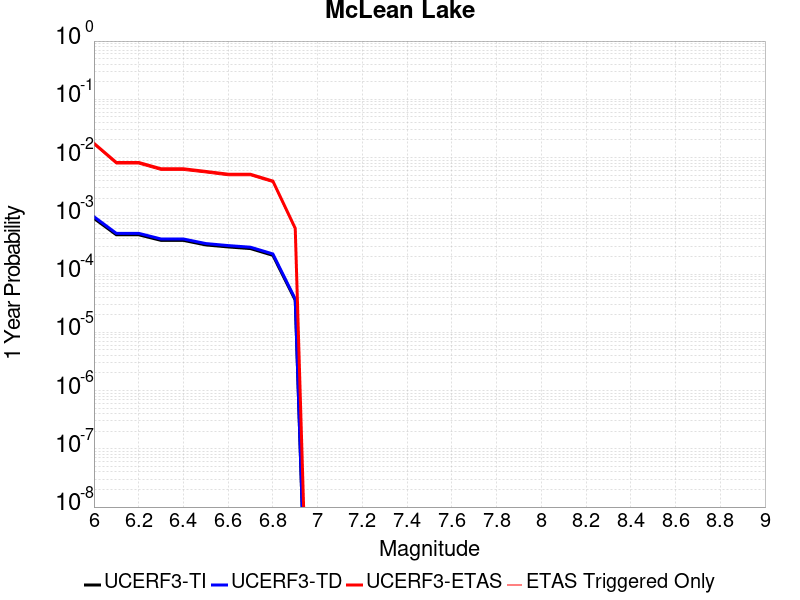 McLean Lake
10 0
10 -1
10 -2
10 -3
10 -4
10 -5
10 -6
10 -7
10 -8
1 Year Probability
6 6.2 6.4 6.6 6.8 7 7.2 7.4 7.6 7.8 8 8.2 8.4 8.6 8.8 9
Magnitude
UCERF3-TI UCERF3-TD UCERF3-ETAS ETAS Triggered Only